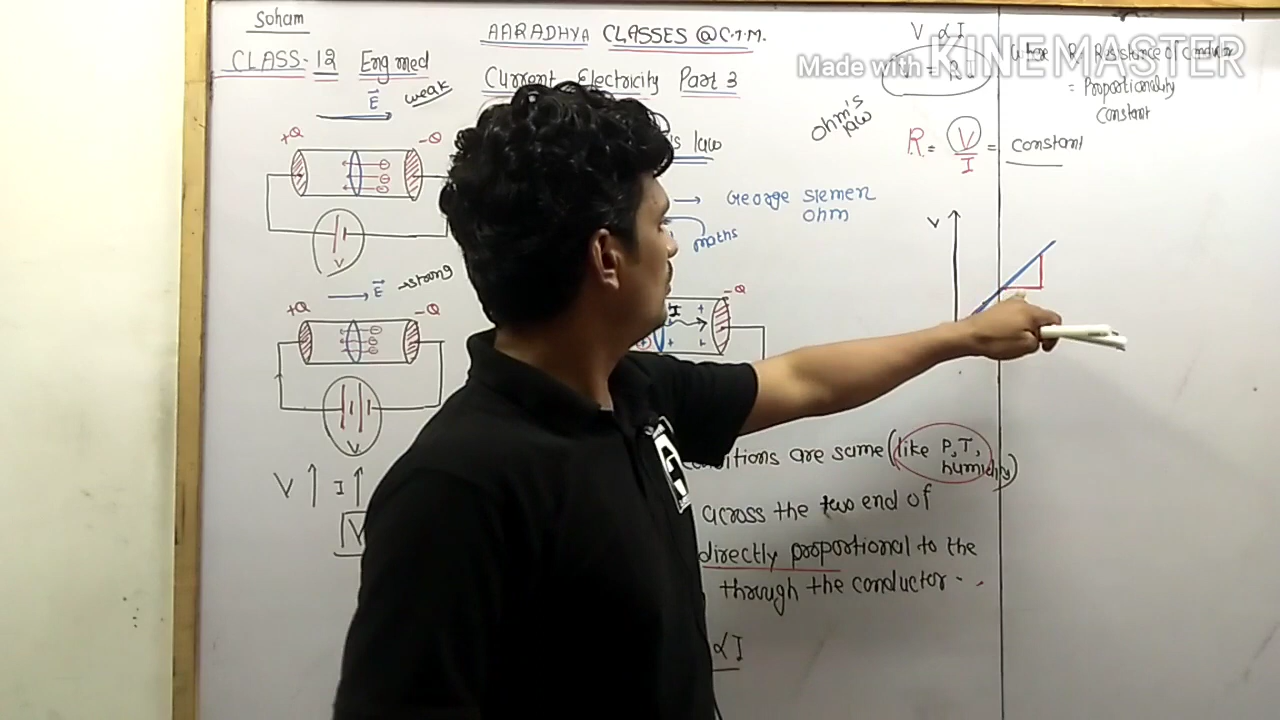 Soham
AARADHYA CLASSES @ C.T.M.
CLASS-12 Eng med
Current Electricity Part 3
V ∝ I
Made with KINEMASTER
R Resistance of conductor
= Proportionality
Constant
Ohm's
law
R = V/I = constant
E weak
+Q
-Q
V
's law
George Siemen
ohm
maths
V
E → strong
+Q
-Q
V
-Q
+ I +
+ +
V ↑ I ↑
V
conditions are same (like P,T,
humidity)
across the two end of
directly proportional to the
through the conductor.
∝ I